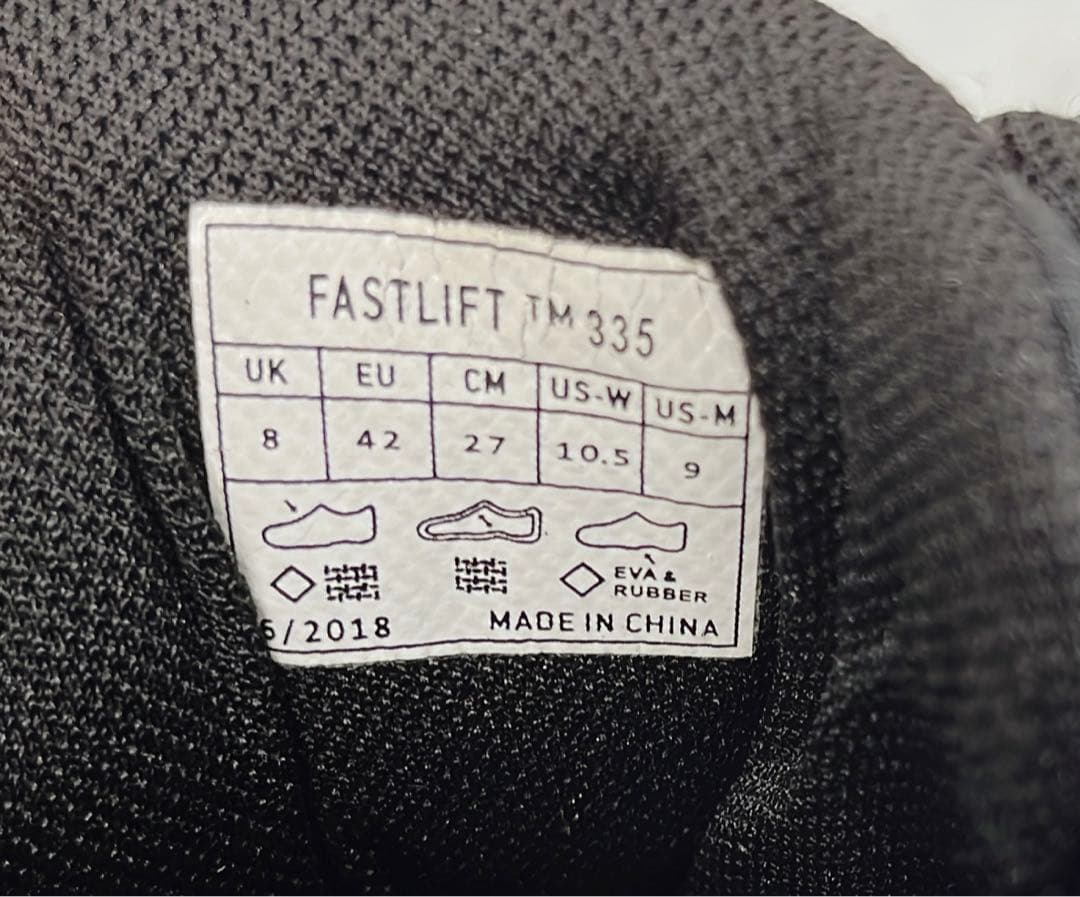 FASTLIFT ™ 335
UK EU CM US-W US-M
8 42 27 10.5 9
EVA &
RUBBER
/2018 MADE IN CHINA